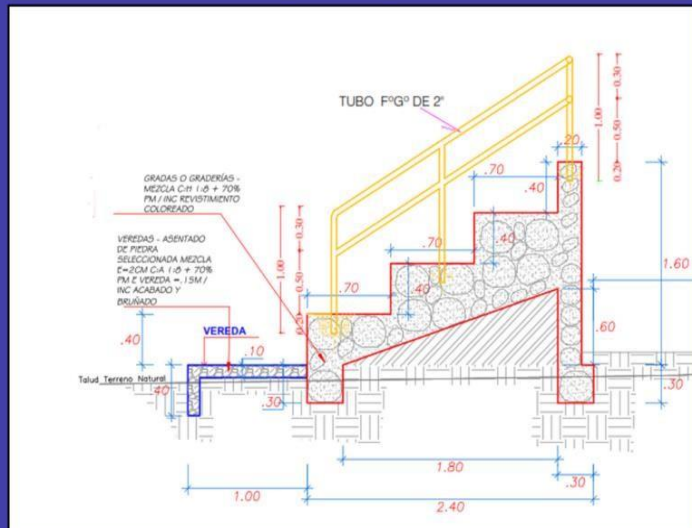 TUBO FºGº DE 2"
GRADAS O GRADERÍAS -
MEZCLA C:H 1:8 + 70%
PM / INC REVISTIMIENTO
COLOREADO
VEREDAS - ASENTADO
DE PIEDRA
SELECCIONADA MEZCLA
E=2CM C:A 1:8 + 70%
PM E VEREDA =.15M /
INC ACABADO Y
BRUÑADO
VEREDA
Talud Terreno Natural
.40
.40
.10
.30
1.00
1.00
0.30
0.50
0.20
.70
.40
.70
.40
.70
.40
.20
1.00
0.30
0.50
0.20
1.60
.60
.30
1.80
.30
2.40